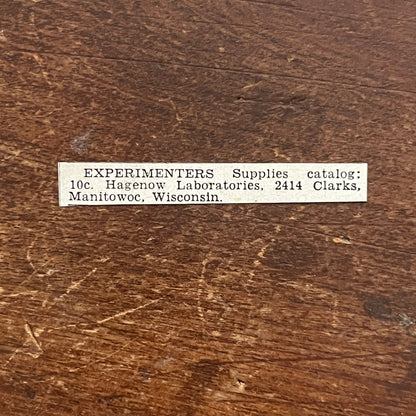 EXPERIMENTERS Supplies catalog:
10c. Hagenow Laboratories, 2414 Clarks,
Manitowoc, Wisconsin.